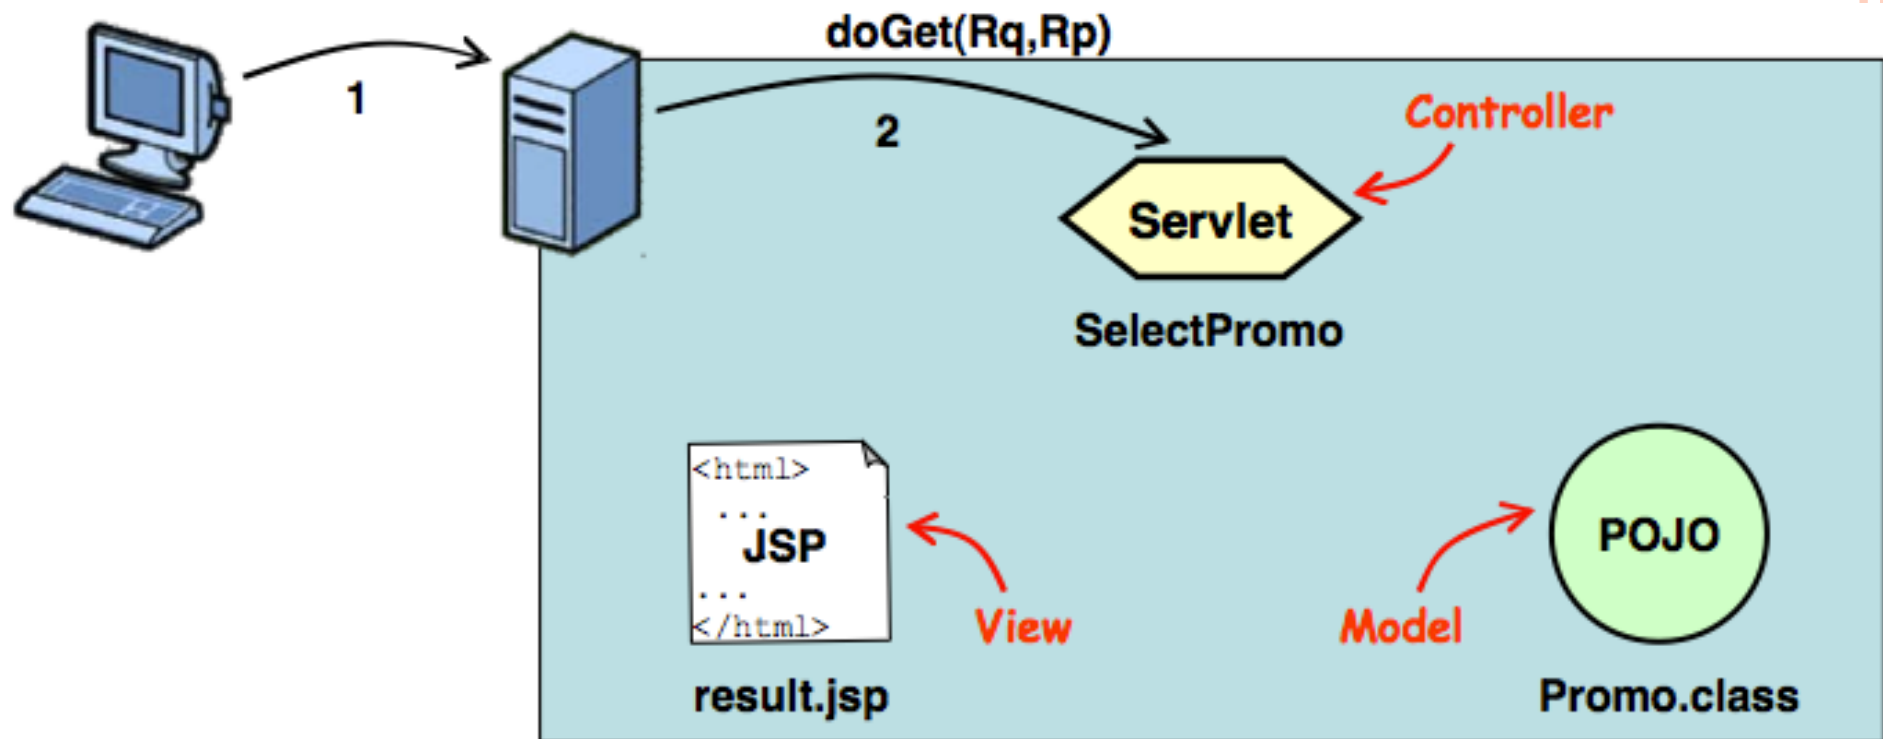 doGet(Rq,Rp)
1
2
Controller
Servlet
SelectPromo
<html>
...
JSP
...
</html>
View
Model
POJO
result.jsp
Promo.class